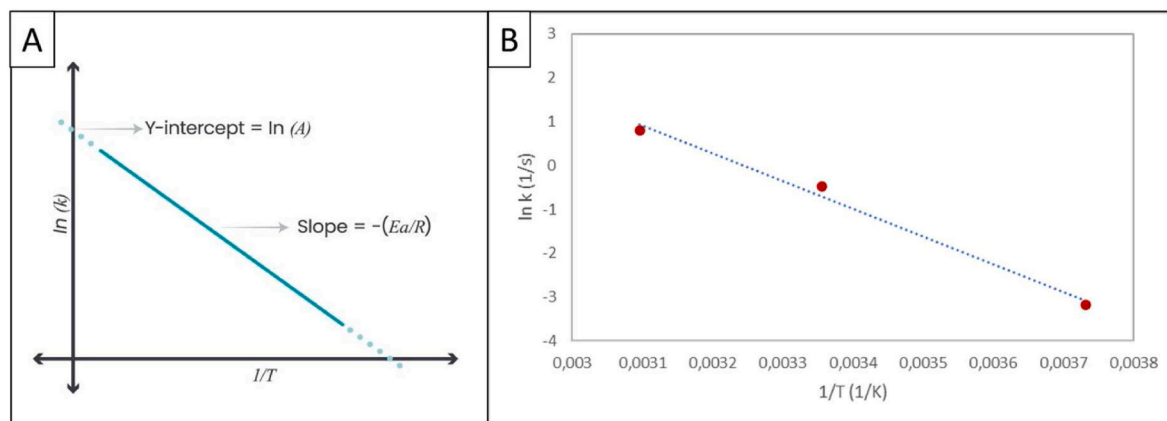 A
Y-intercept = ln (A)
ln (k)
Slope = -(Ea/R)
1/T
B
3
2
1
0
-1
-2
-3
-4
ln k (1/s)
0,003 0,0031 0,0032 0,0033 0,0034 0,0035 0,0036 0,0037 0,0038
1/T (1/K)